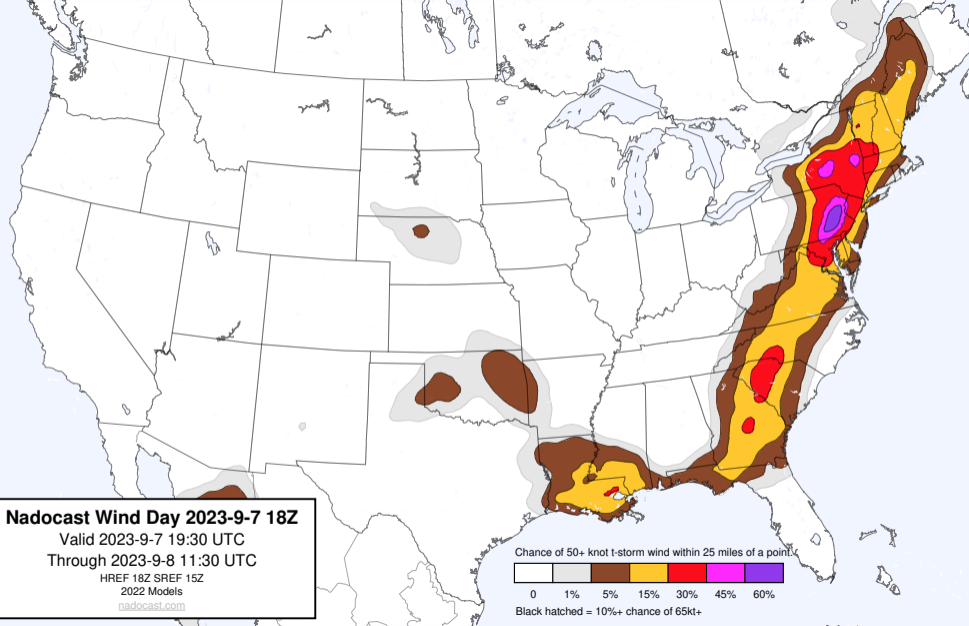 Nadocast Wind Day 2023-9-7 18Z
Valid 2023-9-7 19:30 UTC
Through 2023-9-8 11:30 UTC
HREF 18Z SREF 15Z
2022 Models
nadocast.com
Chance of 50+ knot t-storm wind within 25 miles of a point.
0 1% 5% 15% 30% 45% 60%
Black hatched = 10%+ chance of 65kt+